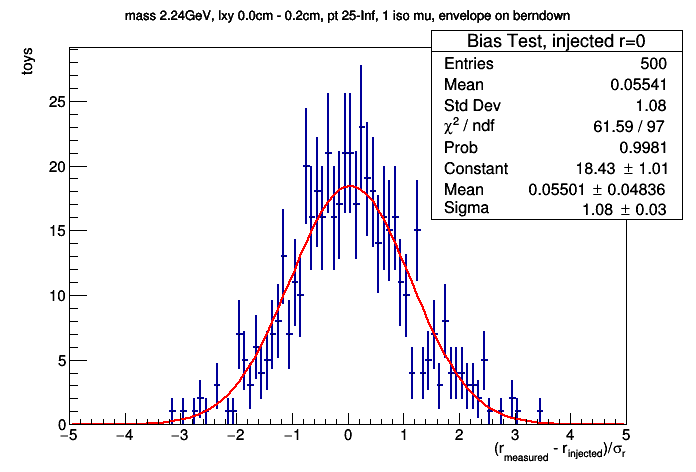 mass 2.24GeV, lxy 0.0cm - 0.2cm, pt 25-Inf, 1 iso mu, envelope on berndown
Bias Test, injected r=0
Entries 500
Mean 0.05541
Std Dev 1.08
χ² / ndf 61.59 / 97
Prob 0.9981
Constant 18.43 ± 1.01
Mean 0.05501 ± 0.04836
Sigma 1.08 ± 0.03
toys
25
20
15
10
5
0
−5 −4 −3 −2 −1 0 1 2 3 4 5
(r_measured - r_injected)/σ_r